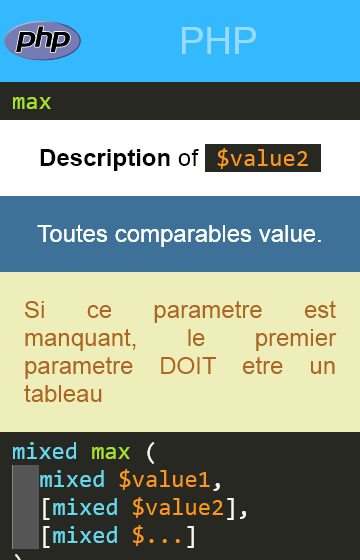 php PHP
max
Description of $value2
Toutes comparables value.
Si ce parametre est
manquant, le premier
parametre DOIT etre un
tableau
mixed max (
mixed $value1,
[mixed $value2],
[mixed $...]